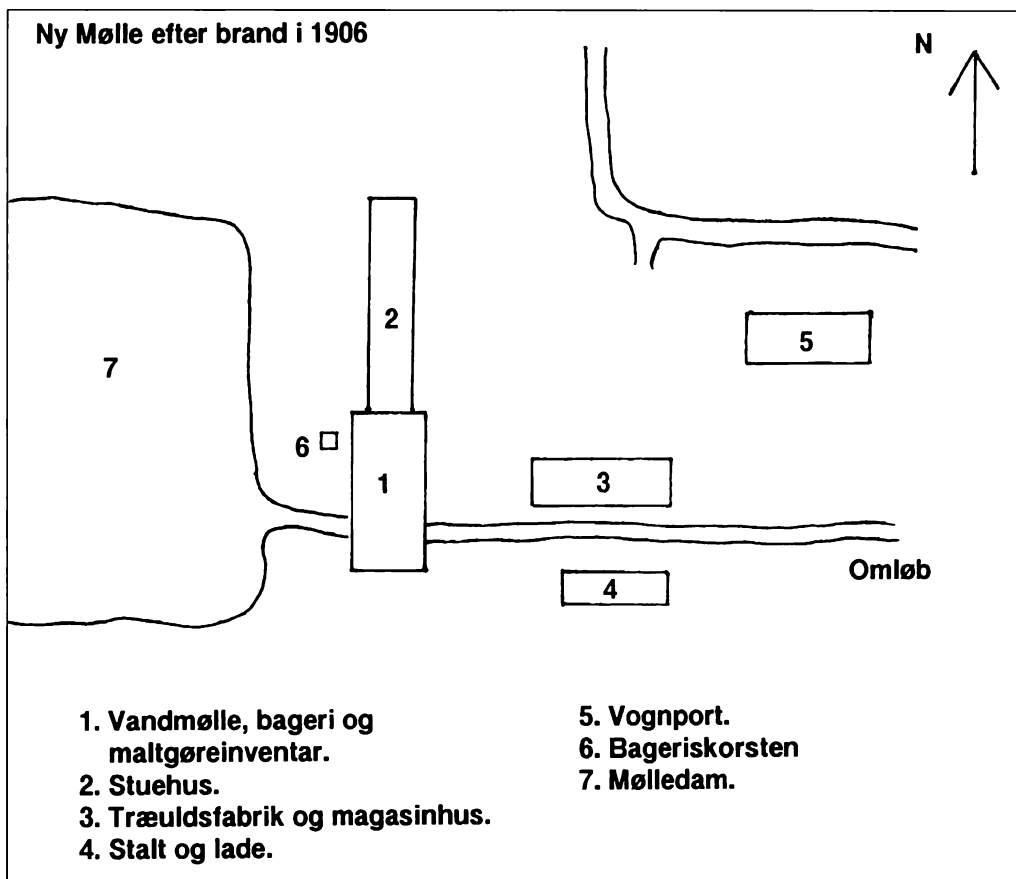 Ny Mølle efter brand i 1906
N
2
5
7
6
1
3
Omløb
4
1. Vandmølle, bageri og
maltgøreinventar.
2. Stuehus.
3. Træuldsfabrik og magasinhus.
4. Stalt og lade.
5. Vognport.
6. Bageriskorsten
7. Mølledam.